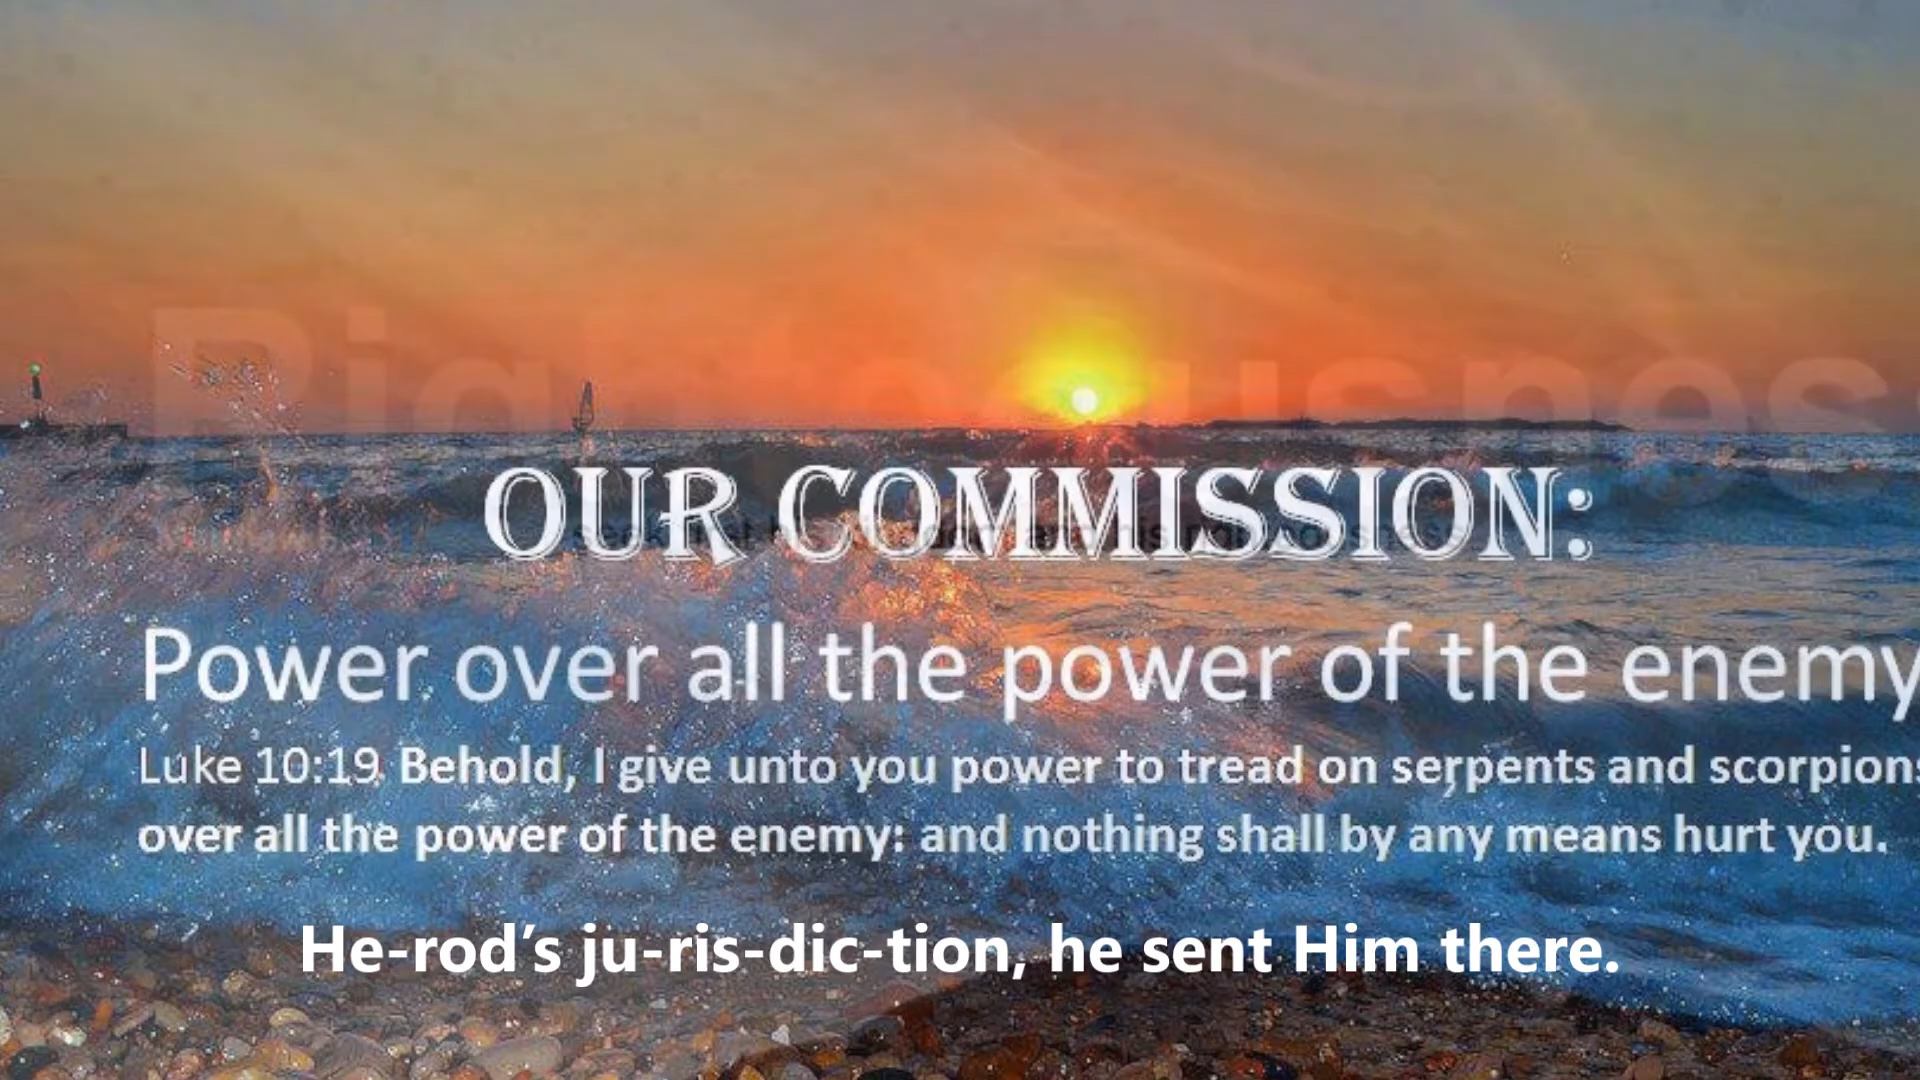 Righteousness
OUR COMMISSION:
Power over all the power of the enemy
Luke 10:19 Behold, I give unto you power to tread on serpents and scorpions
over all the power of the enemy: and nothing shall by any means hurt you.
He-rod’s ju-ris-dic-tion, he sent Him there.